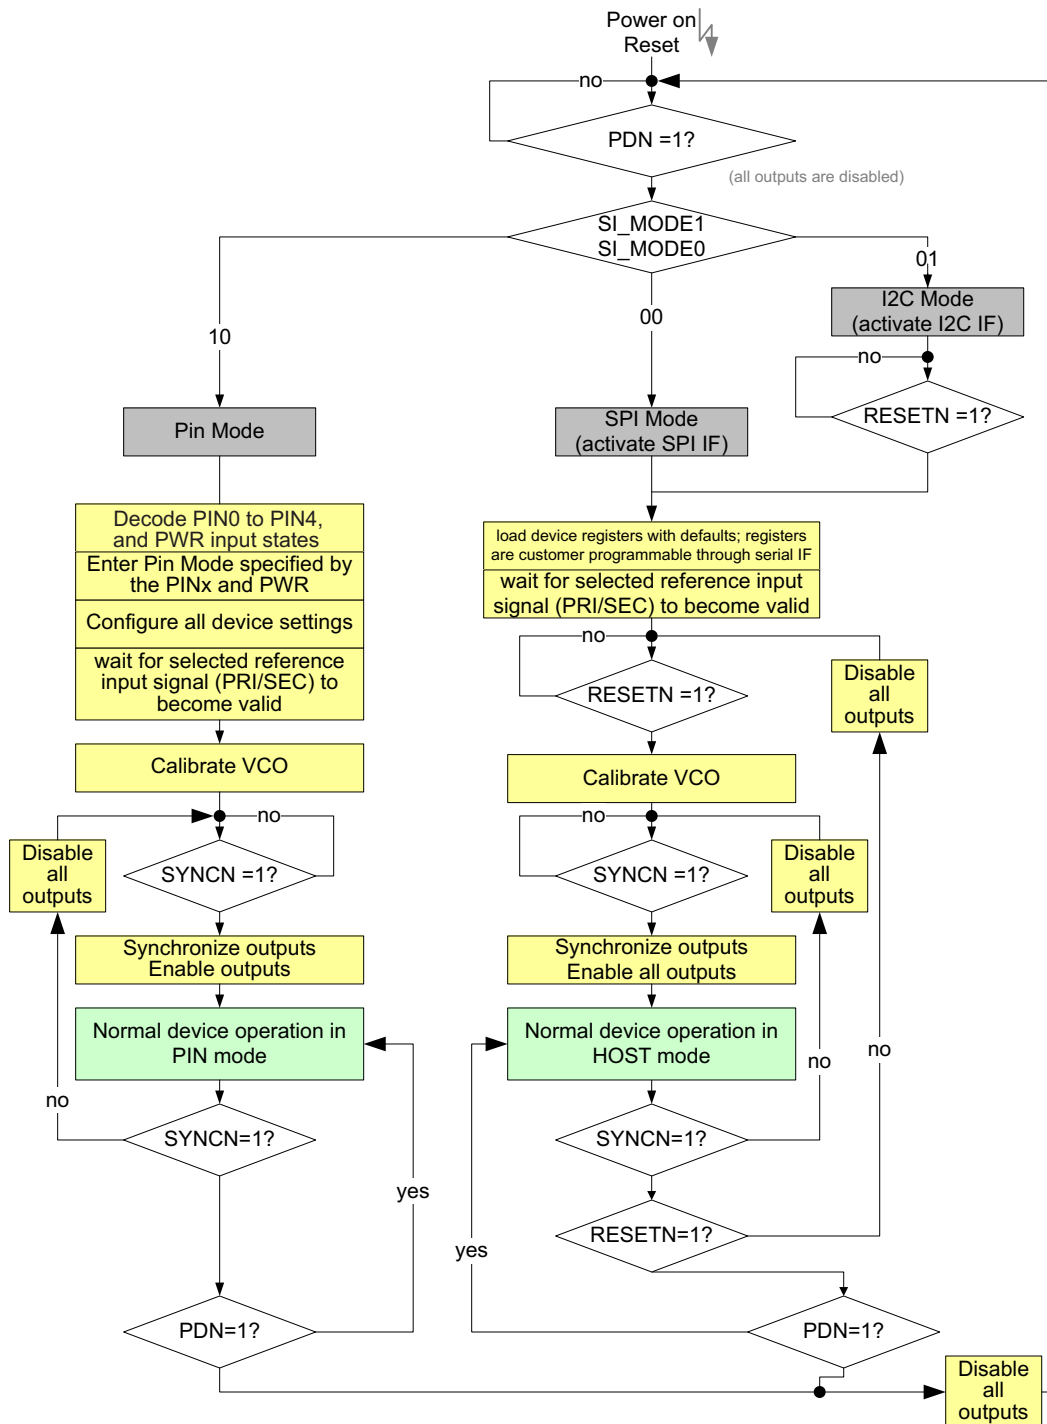 Power on
Reset
no
PDN =1?
(all outputs are disabled)
SI_MODE1
SI_MODE0
01
I2C Mode
(activate I2C IF)
10
00
no
RESETN =1?
Pin Mode
SPI Mode
(activate SPI IF)
Decode PIN0 to PIN4,
and PWR input states
Enter Pin Mode specified by
the PINx and PWR
Configure all device settings
wait for selected reference
input signal (PRI/SEC) to
become valid
load device registers with defaults; registers
are customer programmable through serial IF
wait for selected reference input
signal (PRI/SEC) to become valid
no
RESETN =1?
Disable
all
outputs
Calibrate VCO
Calibrate VCO
no
no
Disable
all
outputs
SYNCN =1?
SYNCN =1?
Disable
all
outputs
Synchronize outputs
Enable outputs
Synchronize outputs
Enable all outputs
Normal device operation in
PIN mode
Normal device operation in
HOST mode
no
no
no
SYNCN=1?
SYNCN=1?
yes
RESETN=1?
yes
PDN=1?
PDN=1?
Disable
all
outputs